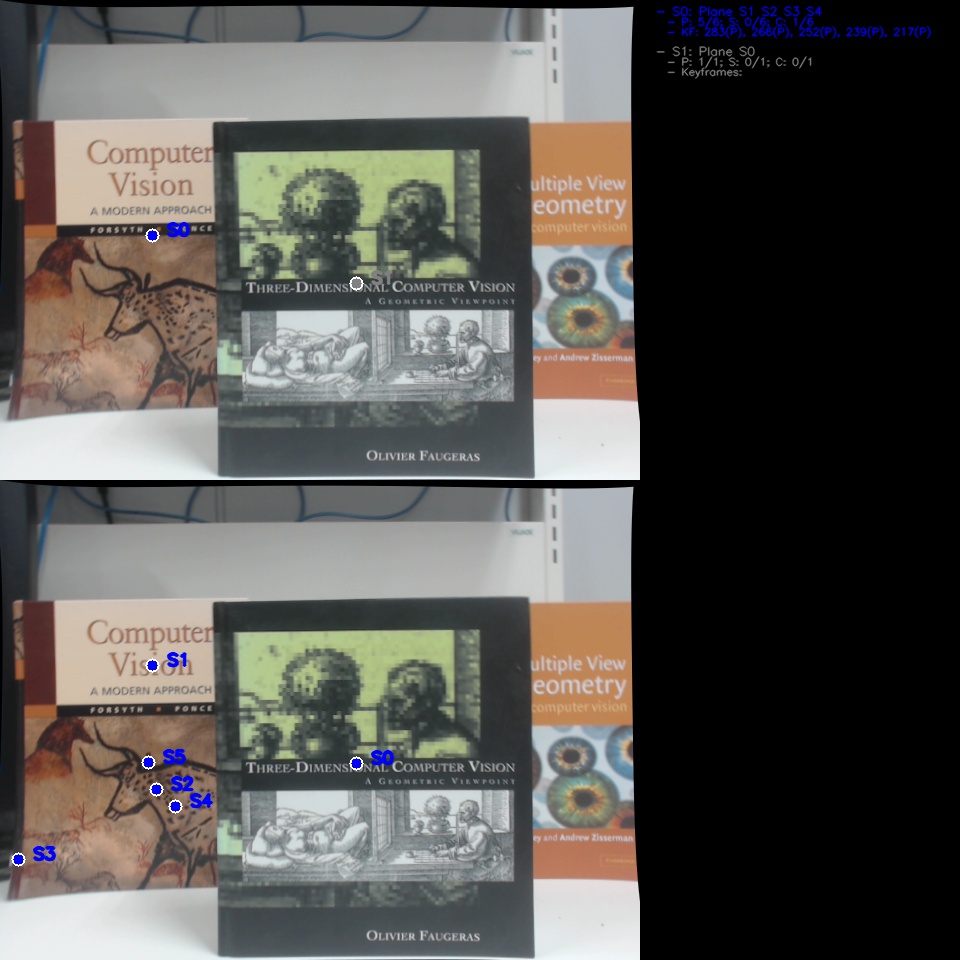 - S0: Plane S1 S2 S3 S4
- P: 5/6; S: 0/6; C: 1/6
- KF: 283(P), 266(P), 252(P), 239(P), 217(P)
- S1: Plane S0
- P: 1/1; S: 0/1; C: 0/1
- Keyframes:
Computer
Vision
A MODERN APPROACH
FORSYTH NCE
S0
S1
THREE-DIMENSIONAL COMPUTER VISION
A GEOMETRIC VIEWPOINT
OLIVIER FAUGERAS
ultiple View
eometry
computer vision
ey and Andrew Zisserman
Computer
Vision
S1
A MODERN APPROACH
FORSYTH PONCE
S5
S2
S4
S3
S0
THREE-DIMENSIONAL COMPUTER VISION
A GEOMETRIC VIEWPOINT
OLIVIER FAUGERAS
ultiple View
eometry
computer vision
ey and Andrew Zisserman